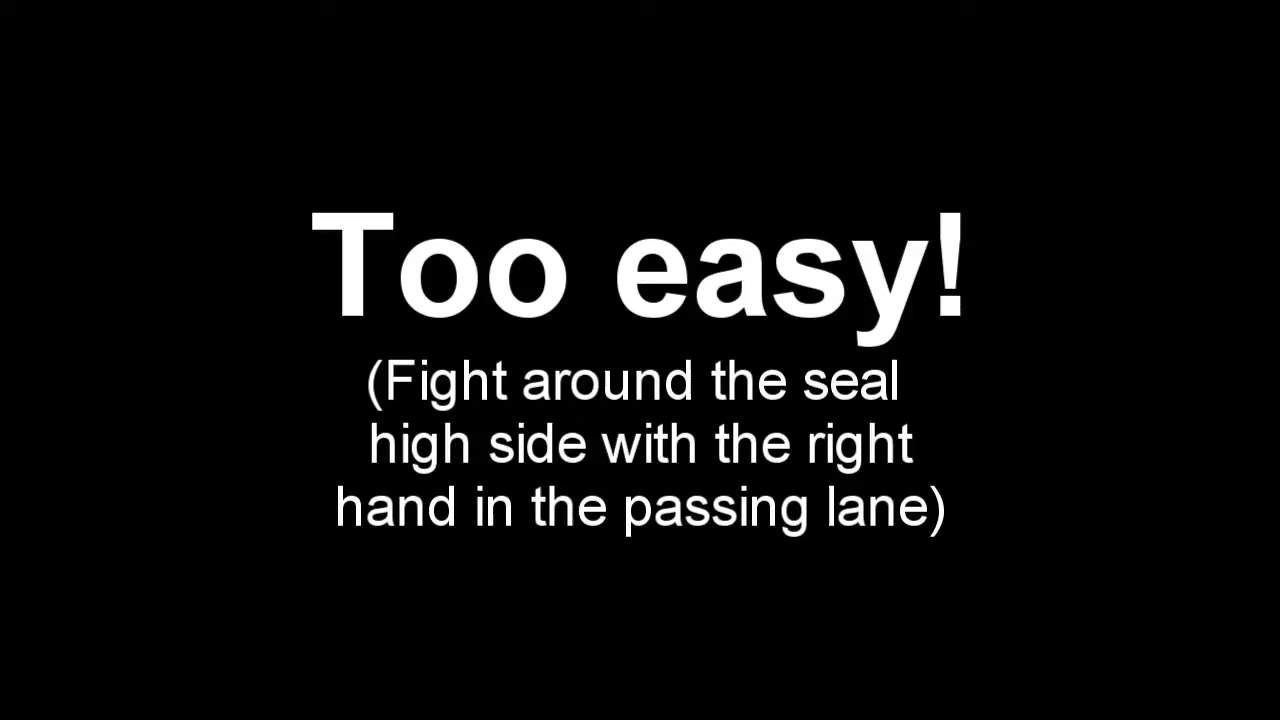 Too easy!
(Fight around the seal
high side with the right
hand in the passing lane)